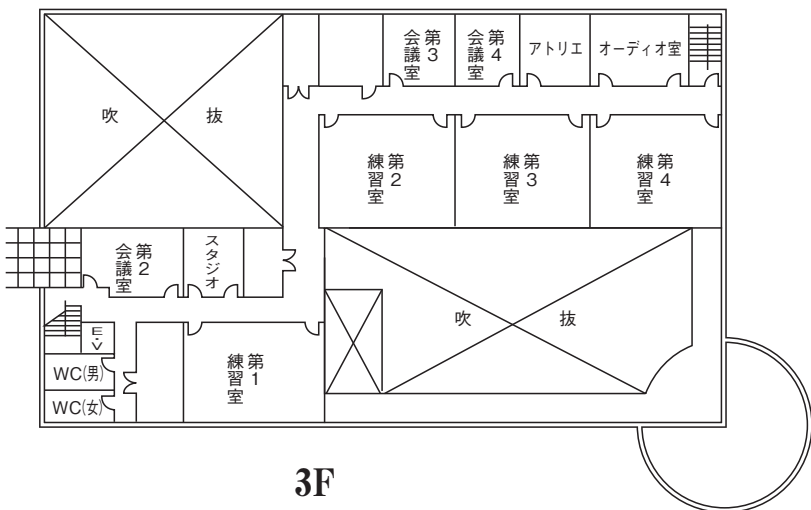 第3会議室
第4会議室
アトリエ
オーディオ室
吹 抜
第2練習室
第3練習室
第4練習室
第2会議室
スタジオ
吹 抜
E・V
WC(男)
WC(女)
第1練習室
3F